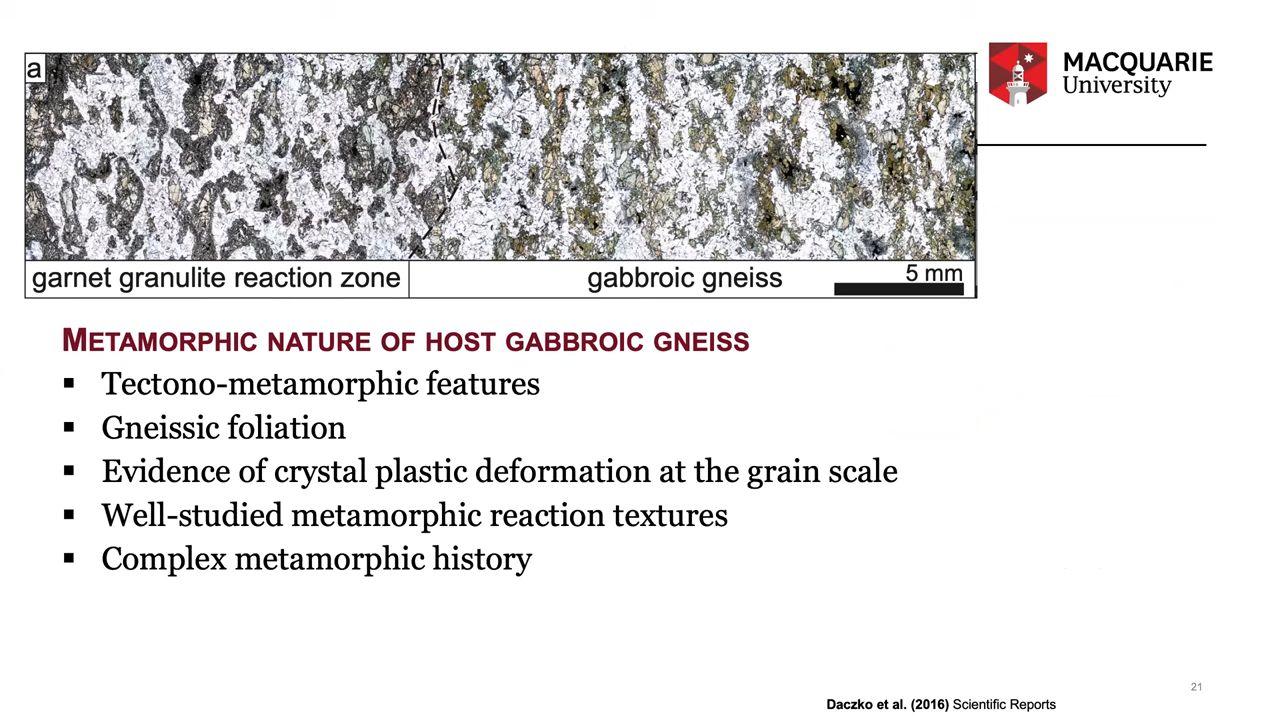 a
MACQUARIE
University
garnet granulite reaction zone
gabbroic gneiss
5 mm
METAMORPHIC NATURE OF HOST GABBROIC GNEISS
▪ Tectono-metamorphic features
▪ Gneissic foliation
▪ Evidence of crystal plastic deformation at the grain scale
▪ Well-studied metamorphic reaction textures
▪ Complex metamorphic history
21
Daczko et al. (2016) Scientific Reports